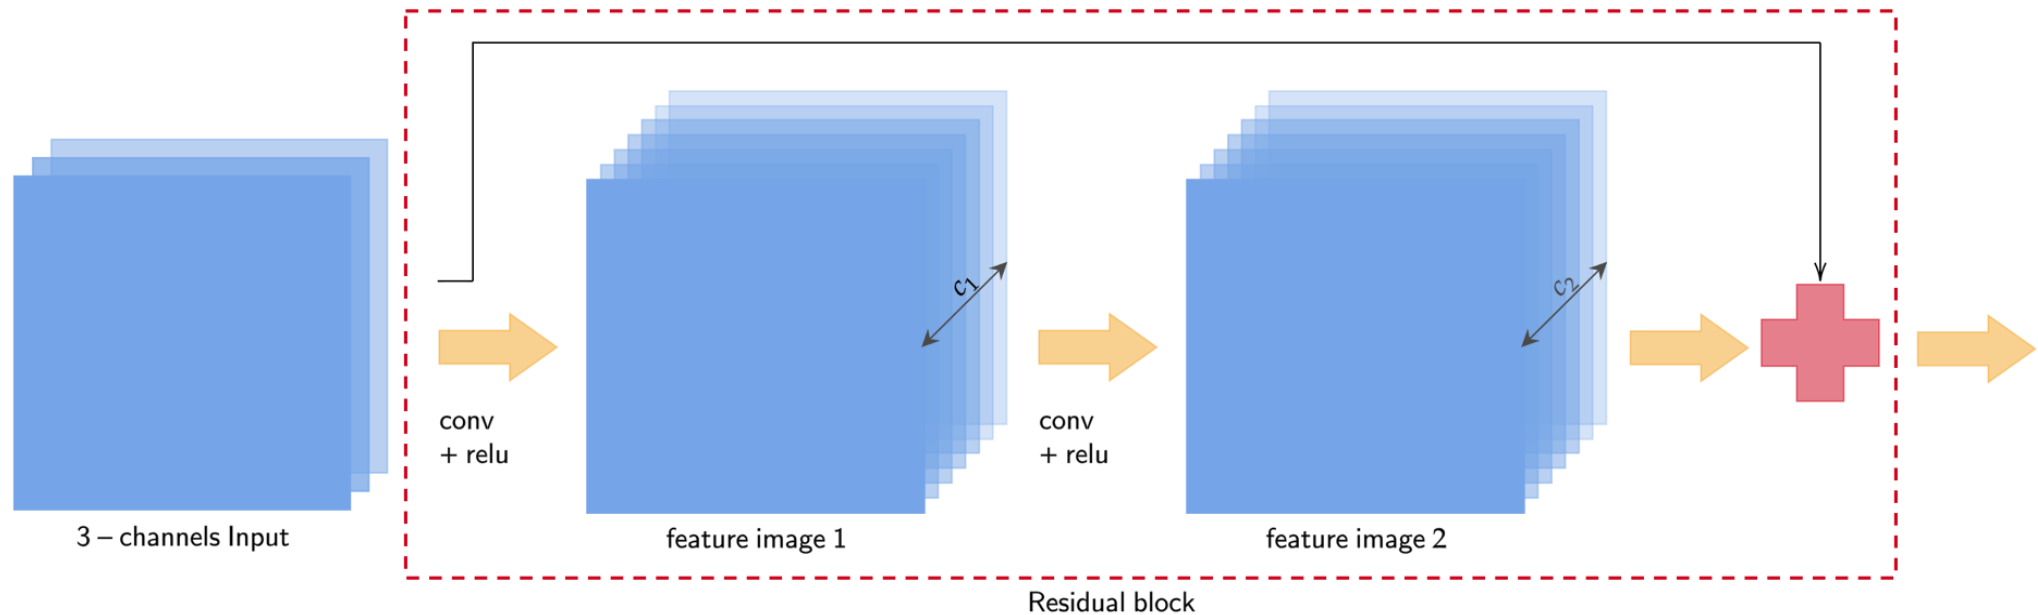 c₁
c₂
conv
+ relu
conv
+ relu
3 – channels Input
feature image 1
feature image 2
Residual block